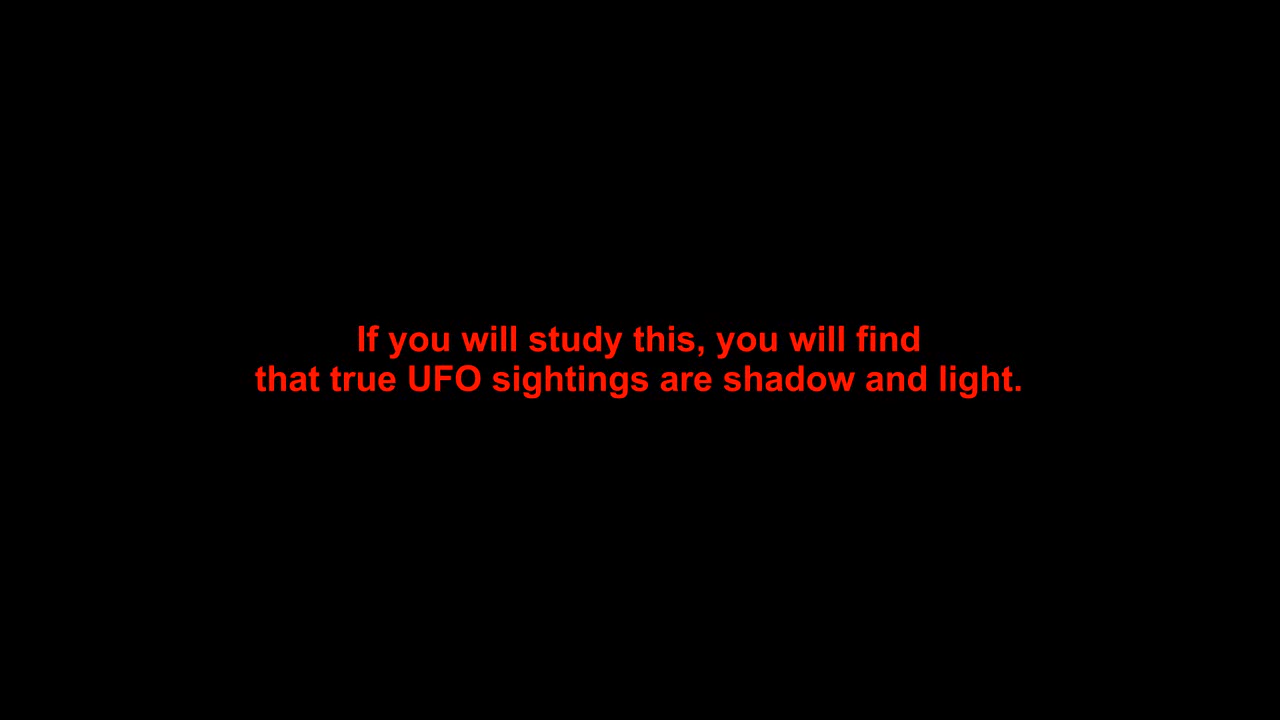 If you will study this, you will find
that true UFO sightings are shadow and light.